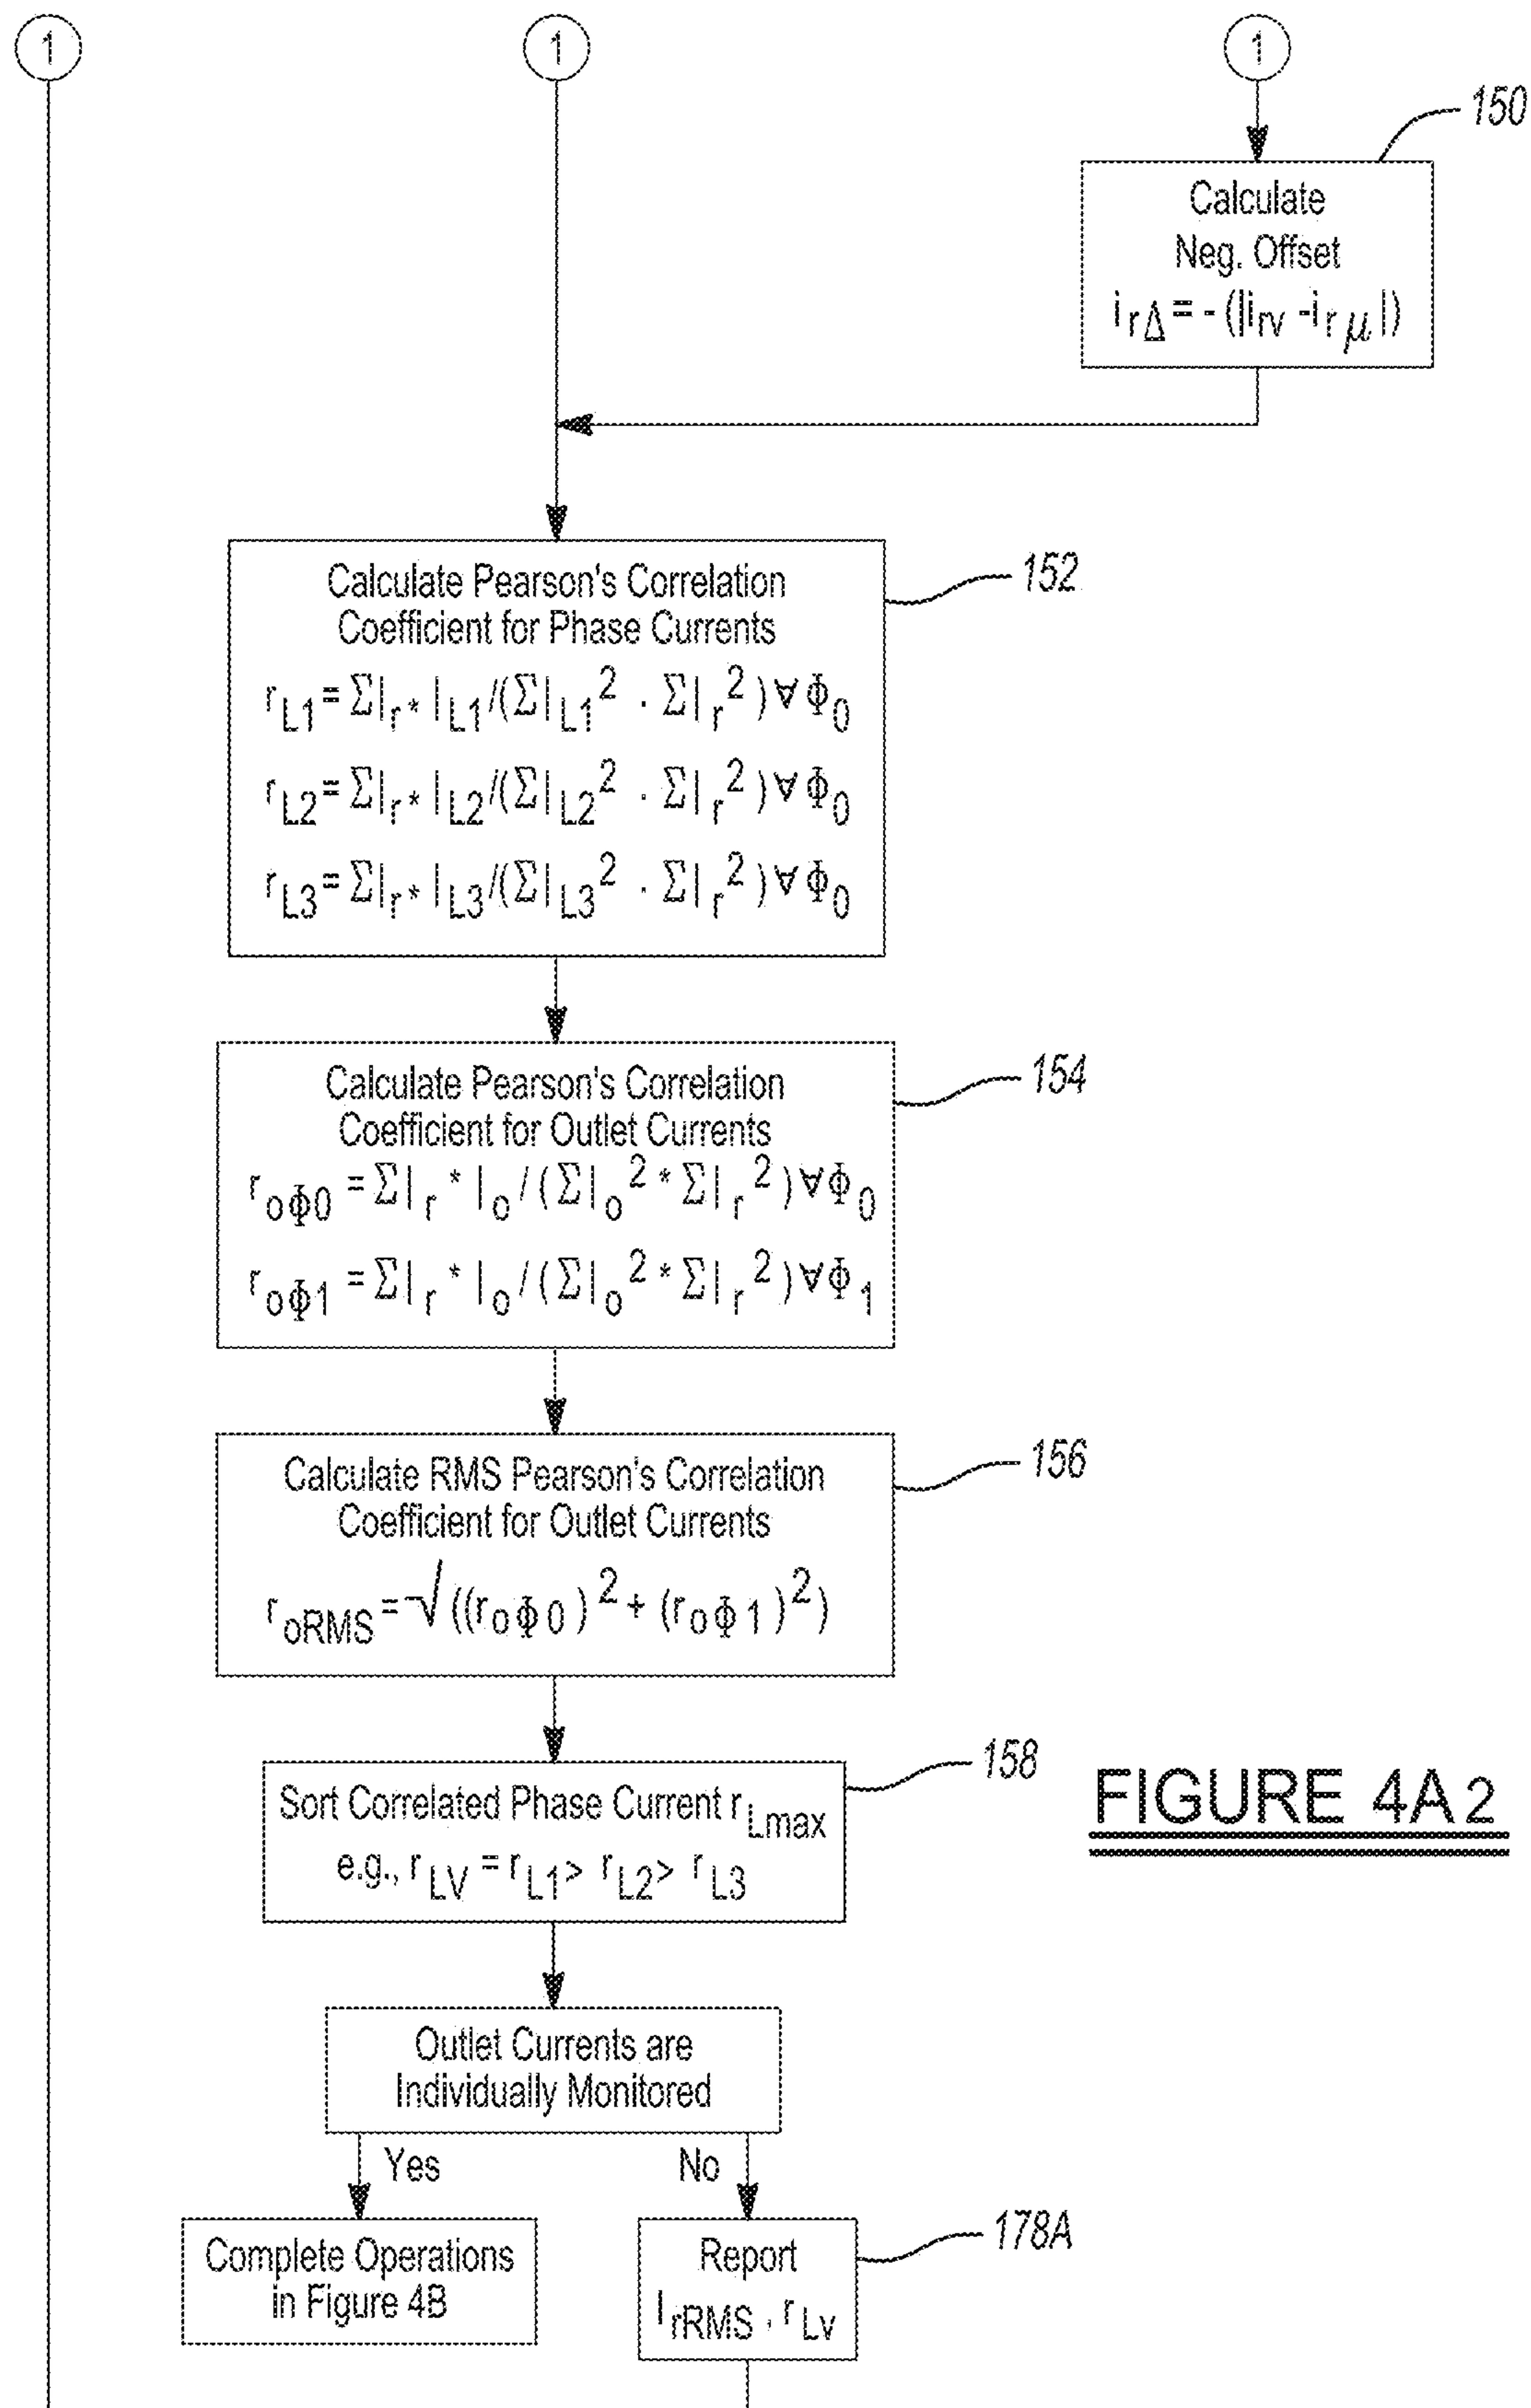 1 1 1
150
Calculate
Neg. Offset
i rΔ = - (|i rv - i r μ |)
Calculate Pearson's Correlation
Coefficient for Phase Currents
152
r L1 = Σ| r * | L1 /(Σ| L1 ² . Σ| r ²) ∀ Φ 0
r L2 = Σ| r * | L2 /(Σ| L2 ² . Σ| r ²) ∀ Φ 0
r L3 = Σ| r * | L3 /(Σ| L3 ² . Σ| r ²) ∀ Φ 0
Calculate Pearson's Correlation
Coefficient for Outlet Currents
154
r oΦ0 = Σ| r * | o / (Σ| o ² * Σ| r ²) ∀ Φ 0
r oΦ1 = Σ| r * | o / (Σ| o ² * Σ| r ²) ∀ Φ 1
Calculate RMS Pearson's Correlation
Coefficient for Outlet Currents
156
r oRMS = √ ((r oΦ0 )² + (r oΦ1 )²)
Sort Correlated Phase Current r Lmax
e.g., r LV = r L1 > r L2 > r L3
158
FIGURE 4A2
Outlet Currents are
Individually Monitored
Yes No
Complete Operations
in Figure 4B
Report
I rRMS , r Lv
178A